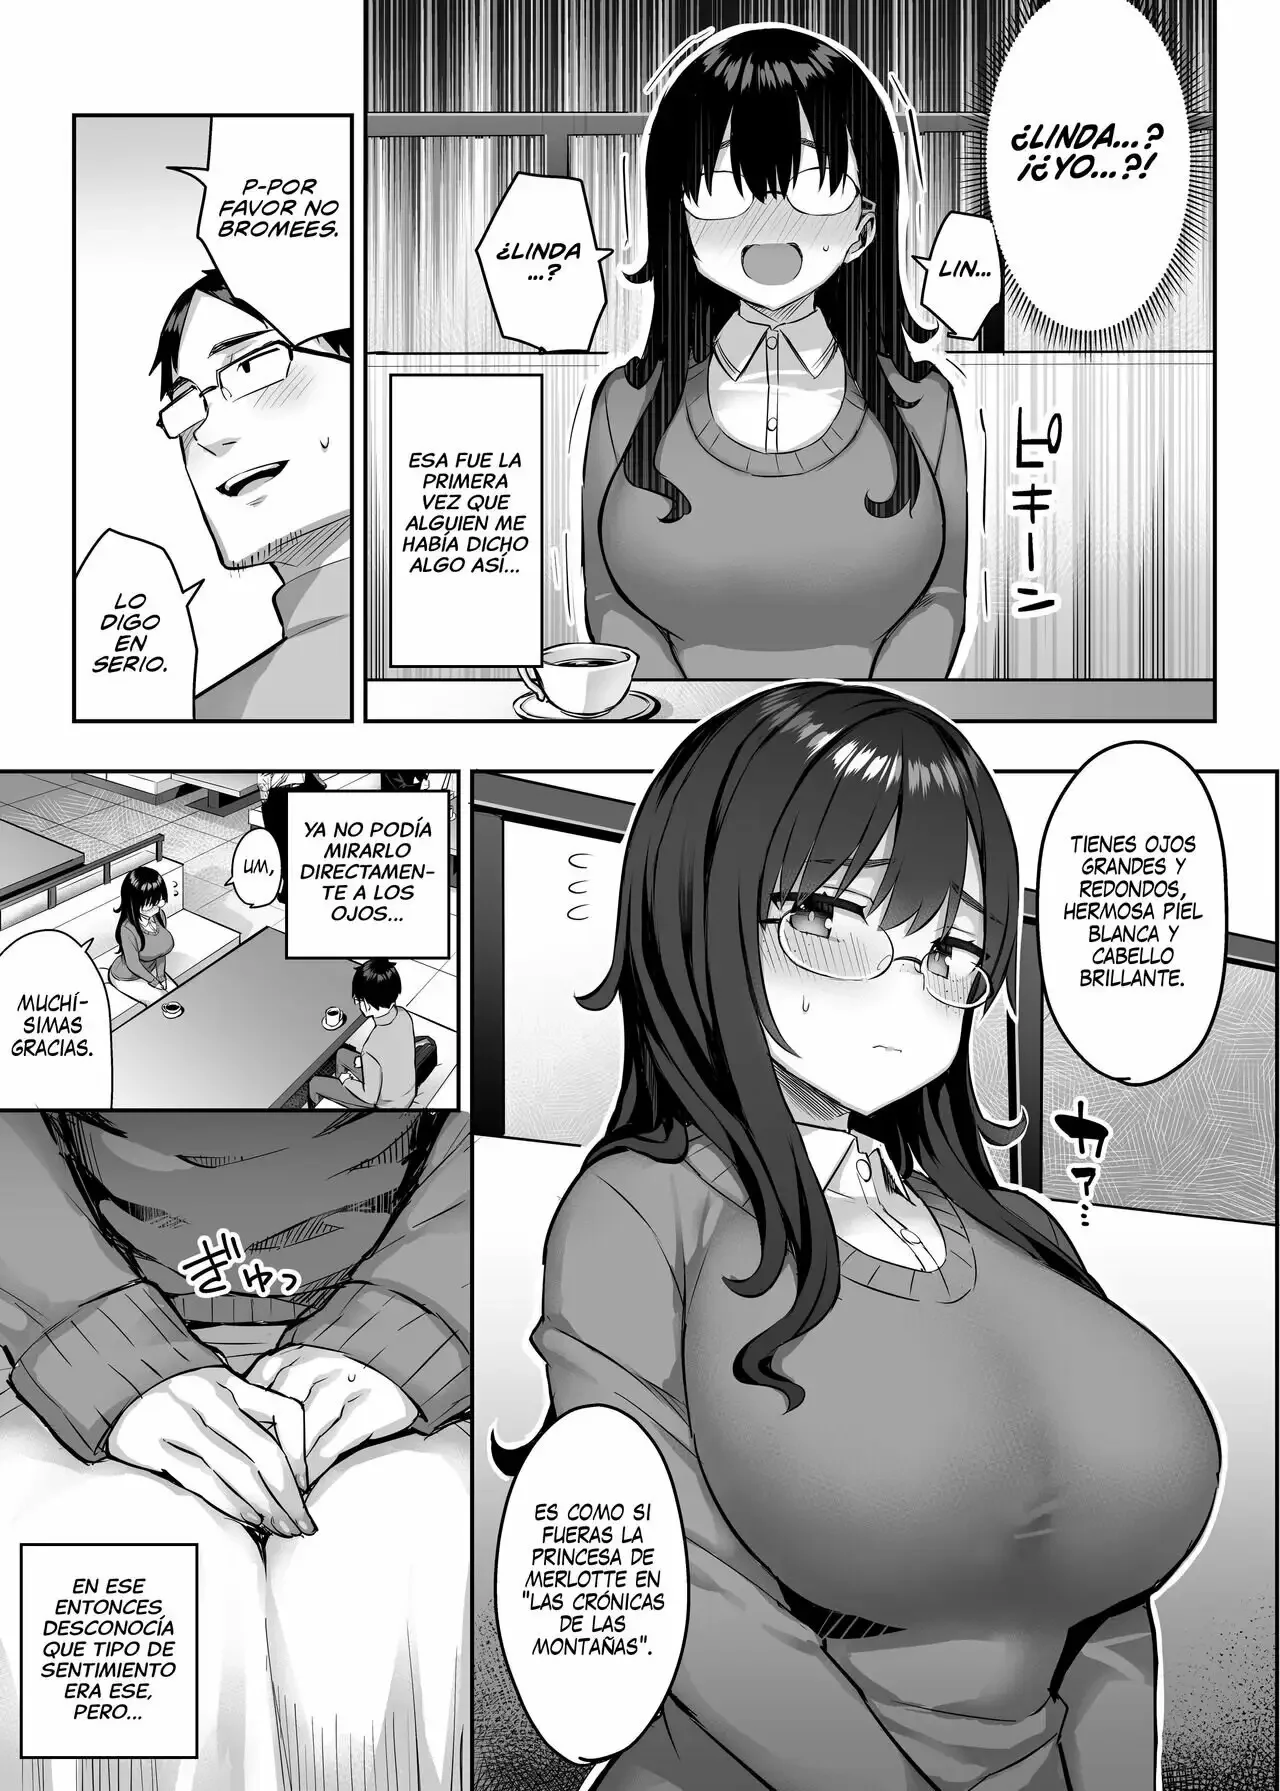 ¿LINDA...?
¡¿YO...?!
LIN...
¿LINDA
...?
ピキーン
ESA FUE LA
PRIMERA
VEZ QUE
ALGUIEN ME
HABÍA DICHO
ALGO ASÍ...
P-POR
FAVOR NO
BROMEES.
LO
DIGO
EN
SERIO.
TIENES OJOS
GRANDES Y
REDONDOS,
HERMOSA PIEL
BLANCA Y
CABELLO
BRILLANTE.
カァ...
ES COMO SI
FUERAS LA
PRINCESA DE
MERLOTTE EN
"LAS CRÓNICAS
DE LAS
MONTAÑAS".
YA NO PODÍA
MIRARLO
DIRECTAMEN-
TE A LOS
OJOS...
UM,
MUCHÍ-
SIMAS
GRACIAS.
ぎゅっ
EN ESE
ENTONCES
DESCONOCÍA
QUE TIPO DE
SENTIMIENTO
ERA ESE,
PERO...